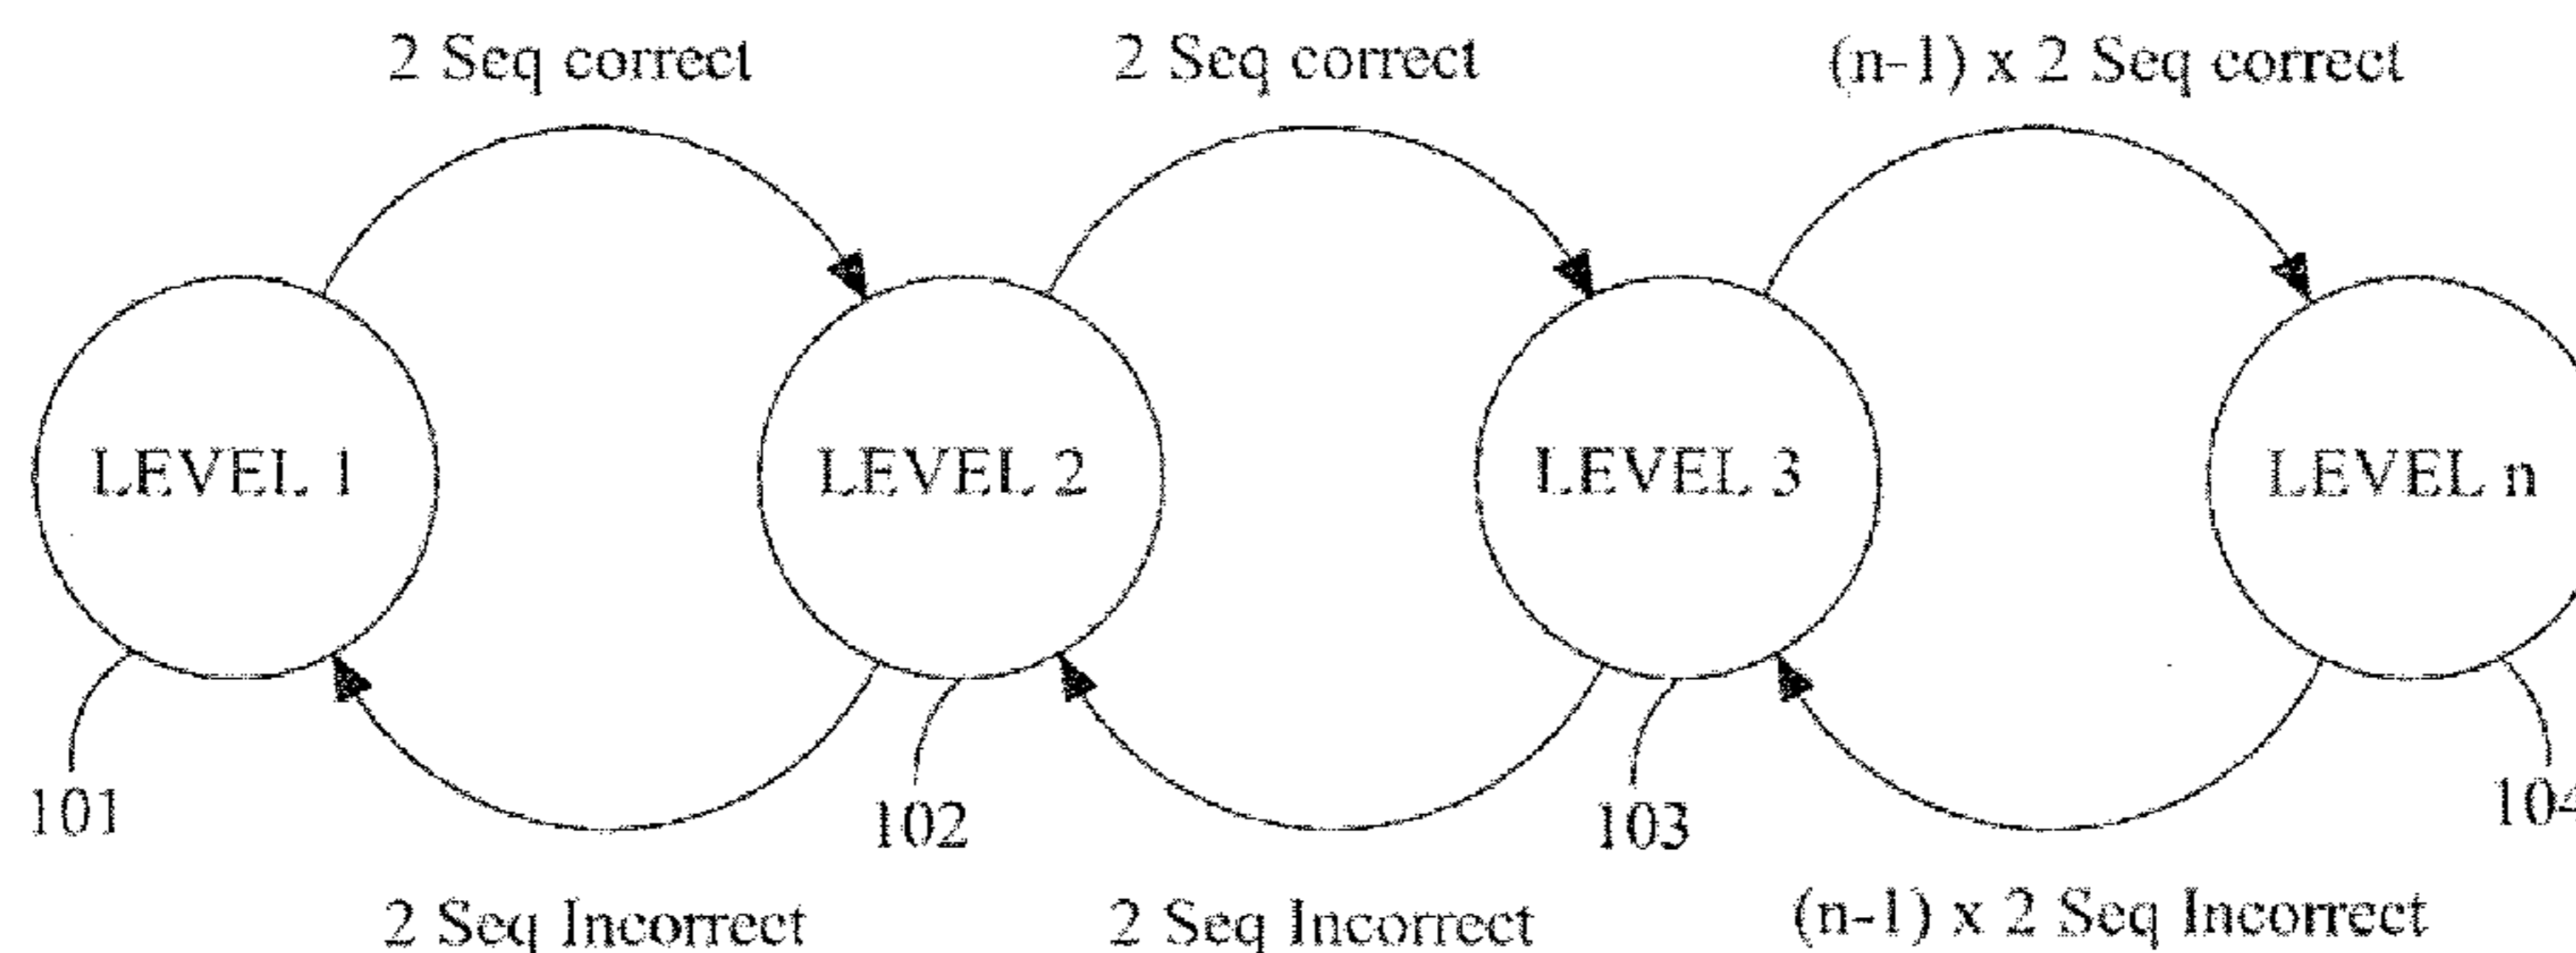 2 Seq correct
2 Seq correct
(n-1) x 2 Seq correct
LEVEL 1
LEVEL 2
LEVEL 3
LEVEL n
101
102
103
104
2 Seq Incorrect
2 Seq Incorrect
(n-1) x 2 Seq Incorrect